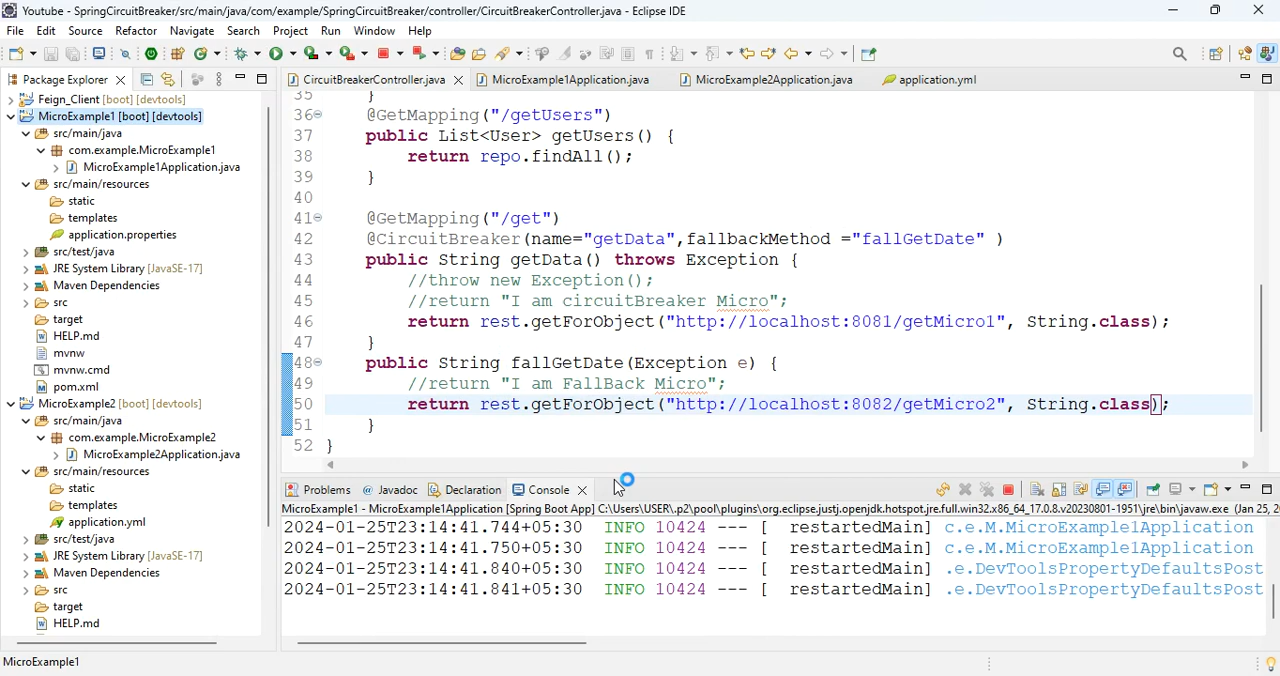 Youtube - SpringCircuitBreaker/src/main/java/com/example/SpringCircuitBreaker/controller/CircuitBreakerController.java - Eclipse IDE
File Edit Source Refactor Navigate Search Project Run Window Help
Package Explorer
CircuitBreakerController.java MicroExample1Application.java MicroExample2Application.java application.yml
Feign_Client [boot] [devtools]
MicroExample1 [boot] [devtools]
src/main/java
com.example.MicroExample1
MicroExample1Application.java
src/main/resources
static
templates
application.properties
src/test/java
JRE System Library [JavaSE-17]
Maven Dependencies
src
target
HELP.md
mvnw
mvnw.cmd
pom.xml
MicroExample2 [boot] [devtools]
src/main/java
com.example.MicroExample2
MicroExample2Application.java
src/main/resources
static
templates
application.yml
src/test/java
JRE System Library [JavaSE-17]
Maven Dependencies
src
target
HELP.md
35 }
36 @GetMapping("/getUsers")
37 public List<User> getUsers() {
38 return repo.findAll();
39 }
40
41 @GetMapping("/get")
42 @CircuitBreaker(name="getData",fallbackMethod ="fallGetDate" )
43 public String getData() throws Exception {
44 //throw new Exception();
45 //return "I am circuitBreaker Micro";
46 return rest.getForObject("http://localhost:8081/getMicro1", String.class);
47 }
48 public String fallGetDate(Exception e) {
49 //return "I am FallBack Micro";
50 return rest.getForObject("http://localhost:8082/getMicro2", String.class);
51 }
52 }
Problems Javadoc Declaration Console
MicroExample1 - MicroExample1Application [Spring Boot App] C:\Users\USER\.p2\pool\plugins\org.eclipse.justj.openjdk.hotspot.jre.full.win32.x86_64_17.0.8.v20230801-1951\jre\bin\javaw.exe (Jan 25, 2
2024-01-25T23:14:41.744+05:30 INFO 10424 --- [ restartedMain] c.e.M.MicroExample1Application
2024-01-25T23:14:41.750+05:30 INFO 10424 --- [ restartedMain] c.e.M.MicroExample1Application
2024-01-25T23:14:41.840+05:30 INFO 10424 --- [ restartedMain] .e.DevToolsPropertyDefaultsPost
2024-01-25T23:14:41.841+05:30 INFO 10424 --- [ restartedMain] .e.DevToolsPropertyDefaultsPost
MicroExample1